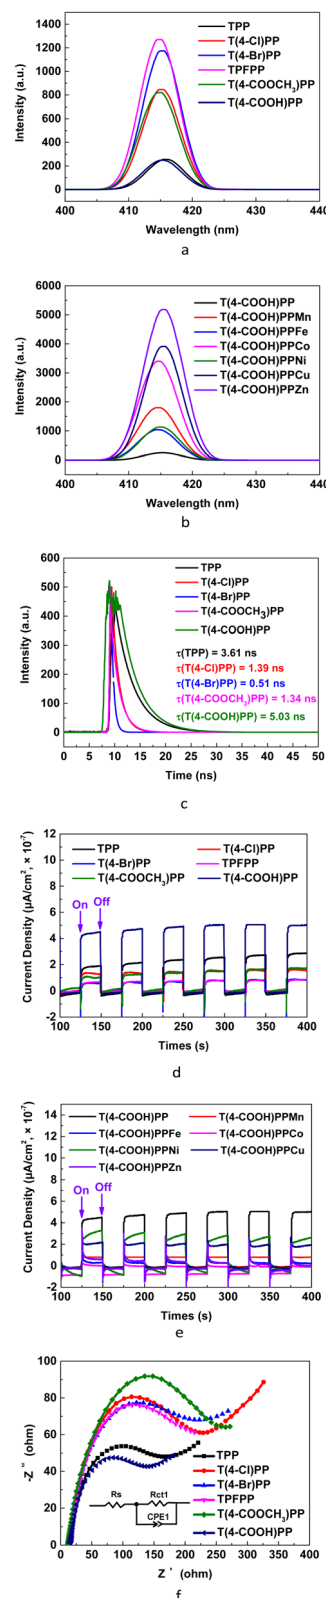 1400
1200
1000
800
600
400
200
0
Intensity (a.u.)
TPP
T(4-Cl)PP
T(4-Br)PP
TPFPP
T(4-COOCH3)PP
T(4-COOH)PP
400 410 420 430 440
Wavelength (nm)
a
6000
5000
4000
3000
2000
1000
0
Intensity (a.u.)
T(4-COOH)PP
T(4-COOH)PPMn
T(4-COOH)PPFe
T(4-COOH)PPCo
T(4-COOH)PPNi
T(4-COOH)PPCu
T(4-COOH)PPZn
400 410 420 430 440
Wavelength (nm)
b
600
500
400
300
200
100
0
Intensity (a.u.)
TPP
T(4-Cl)PP
T(4-Br)PP
T(4-COOCH3)PP
T(4-COOH)PP
τ(TPP) = 3.61 ns
τ(T(4-Cl)PP) = 1.39 ns
τ(T(4-Br)PP) = 0.51 ns
τ(T(4-COOCH3)PP) = 1.34 ns
τ(T(4-COOH)PP) = 5.03 ns
0 5 10 15 20 25 30 35 40 45 50
Time (ns)
c
12
10
8
6
4
2
0
-2
Current Density (μA/cm², × 10⁻⁷)
TPP T(4-Cl)PP
T(4-Br)PP TPFPP
T(4-COOCH3)PP T(4-COOH)PP
On Off
100 150 200 250 300 350 400
Times (s)
d
14
12
10
8
6
4
2
0
-2
Current Density (μA/cm², × 10⁻⁷)
T(4-COOH)PP T(4-COOH)PPMn
T(4-COOH)PPFe T(4-COOH)PPCo
T(4-COOH)PPNi T(4-COOH)PPCu
T(4-COOH)PPZn
On Off
100 150 200 250 300 350 400
Times (s)
e
100
80
60
40
20
0
-Z'' (ohm)
TPP
T(4-Cl)PP
T(4-Br)PP
TPFPP
T(4-COOCH3)PP
T(4-COOH)PP
Rs Rct1
CPE1
0 50 100 150 200 250 300 350 400
Z ' (ohm)
f